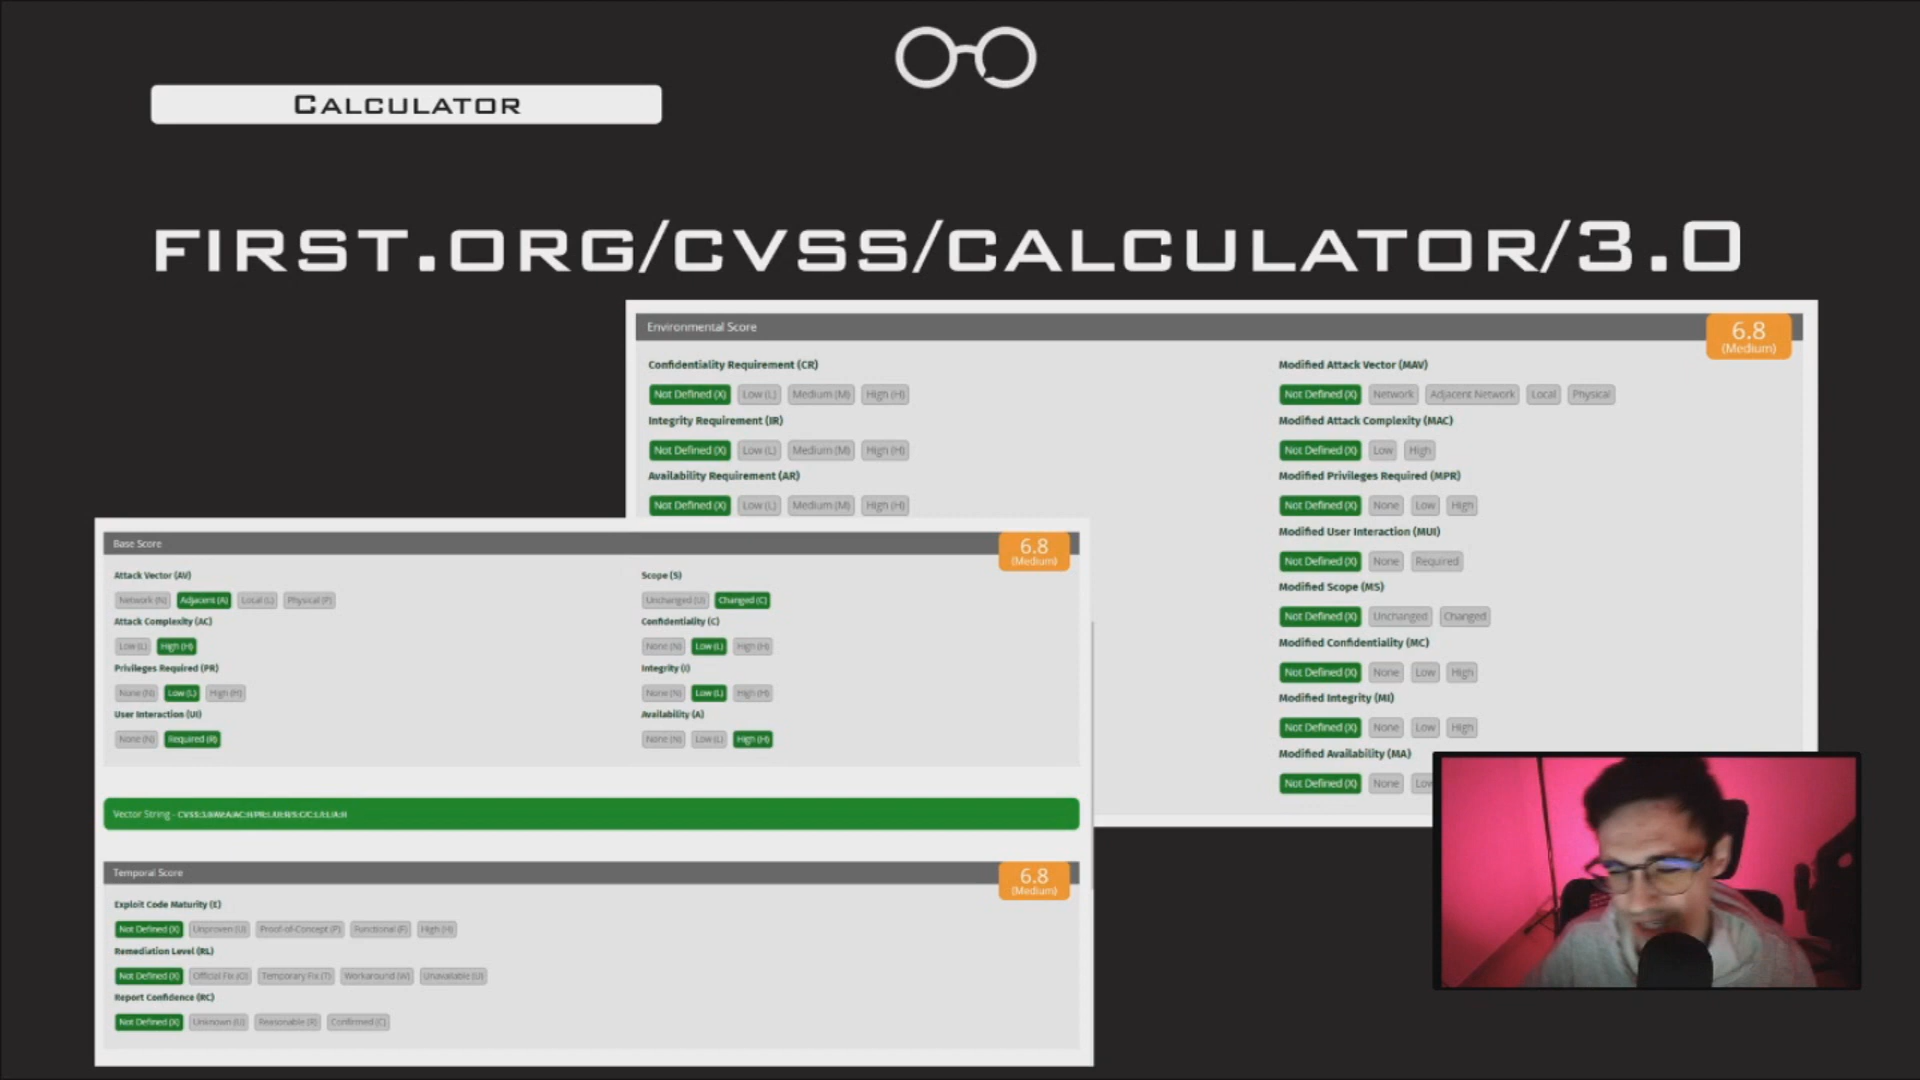 CALCULATOR
FIRST.ORG/CVSS/CALCULATOR/3.0
Environmental Score
6.8
(Medium)
Confidentiality Requirement (CR)
Not Defined (X) Low (L) Medium (M) High (H)
Integrity Requirement (IR)
Not Defined (X) Low (L) Medium (M) High (H)
Availability Requirement (AR)
Not Defined (X) Low (L) Medium (M) High (H)
Modified Attack Vector (MAV)
Not Defined (X) Network Adjacent Network Local Physical
Modified Attack Complexity (MAC)
Not Defined (X) Low High
Modified Privileges Required (MPR)
Not Defined (X) None Low High
Modified User Interaction (MUI)
Not Defined (X) None Required
Modified Scope (MS)
Not Defined (X) Unchanged Changed
Modified Confidentiality (MC)
Not Defined (X) None Low High
Modified Integrity (MI)
Not Defined (X) None Low High
Modified Availability (MA)
Not Defined (X) None
Base Score
6.8
(Medium)
Attack Vector (AV)
Network (N) Adjacent (A) Local (L) Physical (P)
Attack Complexity (AC)
Low (L) High (H)
Privileges Required (PR)
None (N) Low (L) High (H)
User Interaction (UI)
None (N) Required (R)
Scope (S)
Unchanged (U) Changed (C)
Confidentiality (C)
None (N) Low (L) High (H)
Integrity (I)
None (N) Low (L) High (H)
Availability (A)
None (N) Low (L) High (H)
Vector String - CVSS:3.0/AV:A/AC:H/PR:L/UI:R/S:C/C:L/I:L/A:H
Temporal Score
6.8
(Medium)
Exploit Code Maturity (E)
Not Defined (X) Unproven (U) Proof-of-Concept (P) Functional (F) High (H)
Remediation Level (RL)
Not Defined (X) Official Fix (O) Temporary Fix (T) Workaround (W) Unavailable (U)
Report Confidence (RC)
Not Defined (X) Unknown (U) Reasonable (R) Confirmed (C)